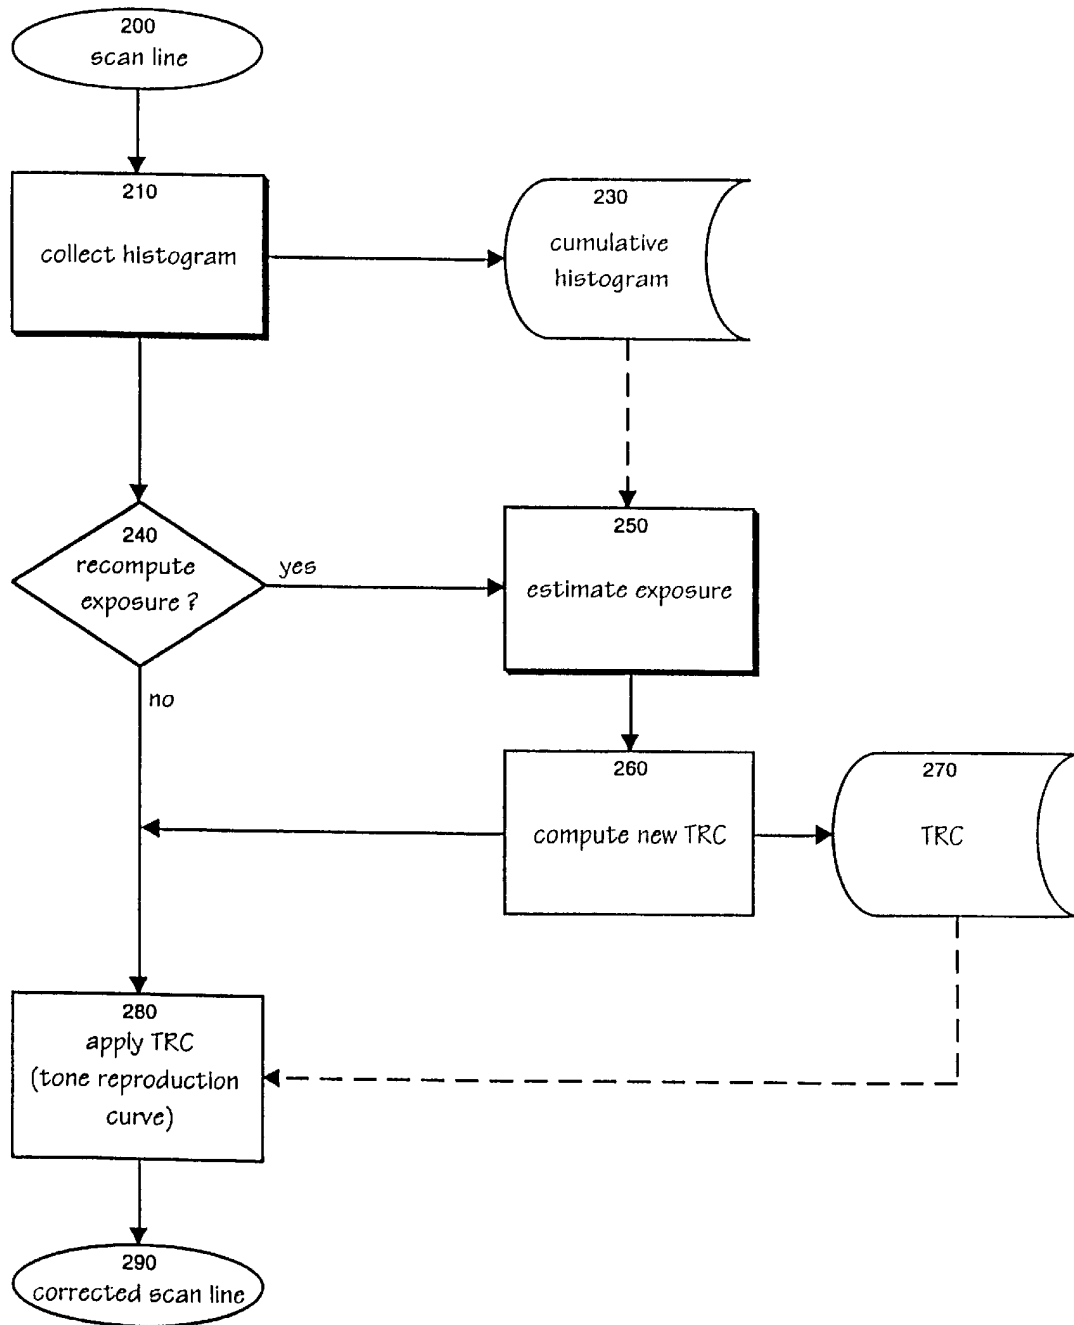 200
scan line
210
collect histogram
230
cumulative
histogram
240
recompute
exposure ?
yes
no
250
estimate exposure
260
compute new TRC
270
TRC
280
apply TRC
(tone reproduction
curve)
290
corrected scan line